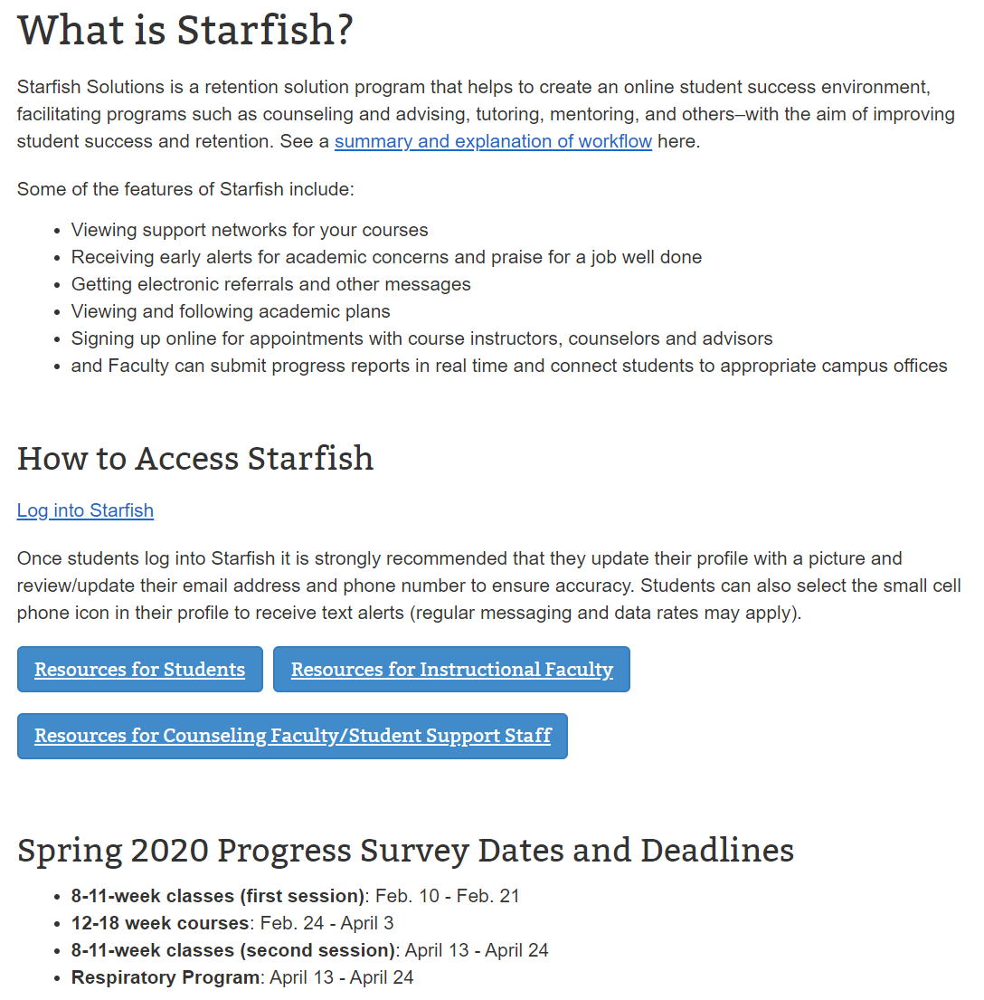 What is Starfish?
Starfish Solutions is a retention solution program that helps to create an online student success environment,
facilitating programs such as counseling and advising, tutoring, mentoring, and others–with the aim of improving
student success and retention. See a summary and explanation of workflow here.
Some of the features of Starfish include:
• Viewing support networks for your courses
• Receiving early alerts for academic concerns and praise for a job well done
• Getting electronic referrals and other messages
• Viewing and following academic plans
• Signing up online for appointments with course instructors, counselors and advisors
• and Faculty can submit progress reports in real time and connect students to appropriate campus offices
How to Access Starfish
Log into Starfish
Once students log into Starfish it is strongly recommended that they update their profile with a picture and
review/update their email address and phone number to ensure accuracy. Students can also select the small cell
phone icon in their profile to receive text alerts (regular messaging and data rates may apply).
Resources for Students Resources for Instructional Faculty
Resources for Counseling Faculty/Student Support Staff
Spring 2020 Progress Survey Dates and Deadlines
• 8-11-week classes (first session): Feb. 10 - Feb. 21
• 12-18 week courses: Feb. 24 - April 3
• 8-11-week classes (second session): April 13 - April 24
• Respiratory Program: April 13 - April 24